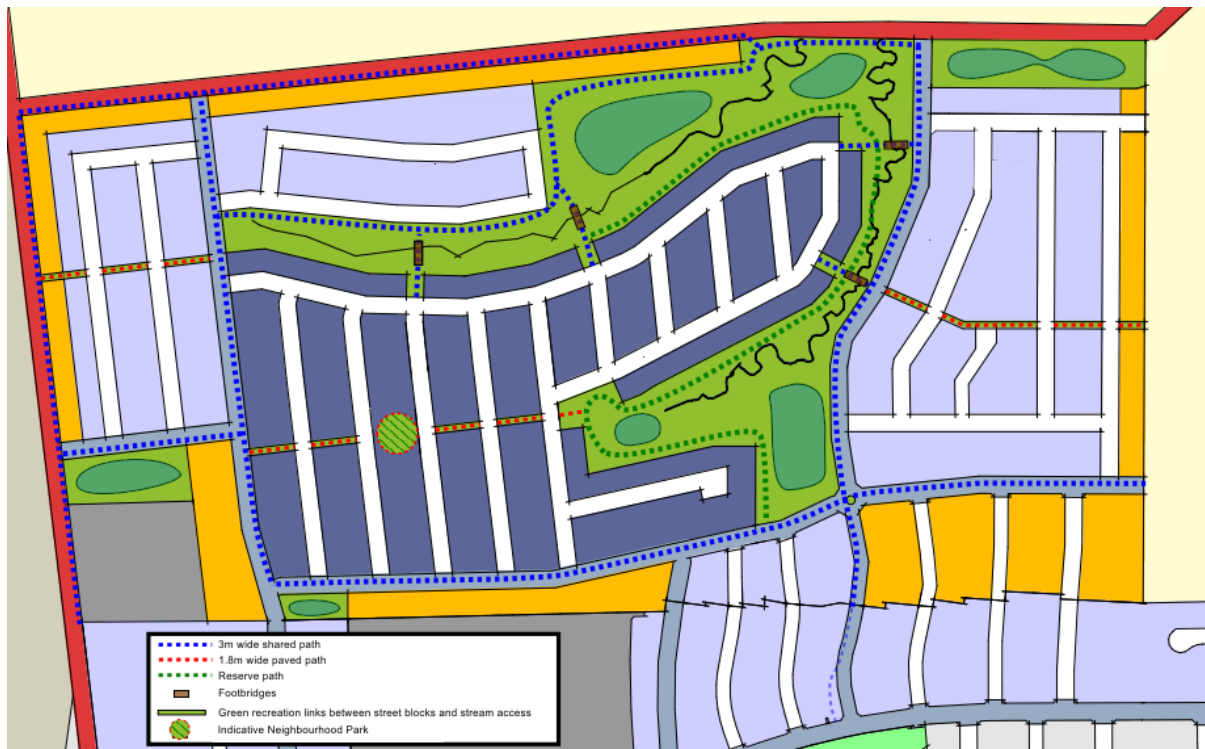 3m wide shared path
1.8m wide paved path
Reserve path
Footbridges
Green recreation links between street blocks and stream access
Indicative Neighbourhood Park